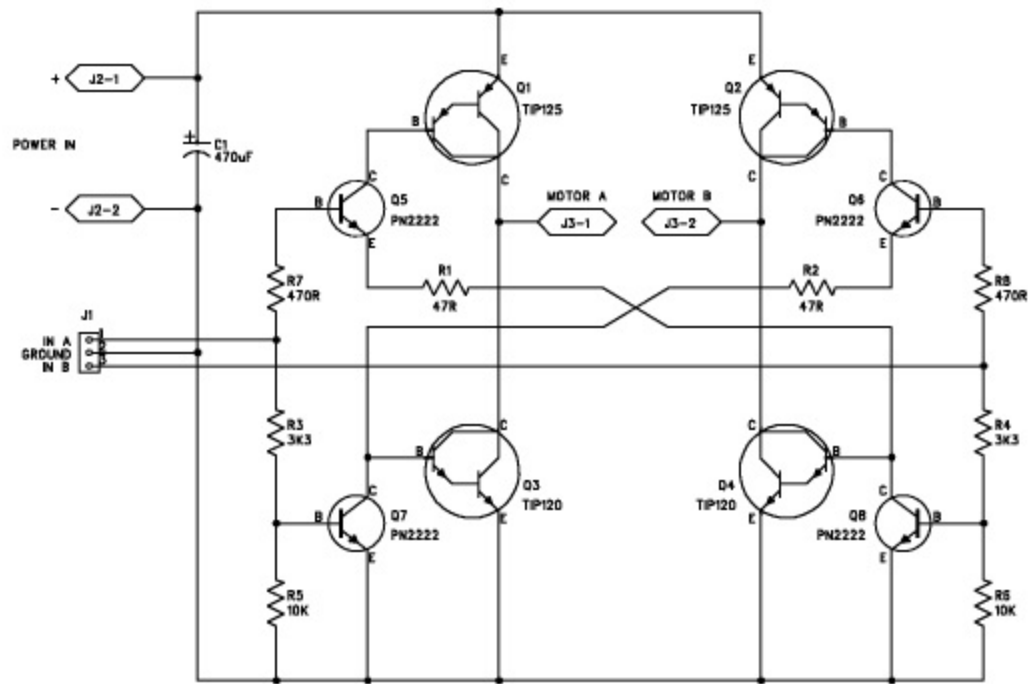 E
E
+ J2-1
Q1
TIP125
Q2
TIP125
B
B
POWER IN
+
C1
470uF
C
C
C
C
Q5
PN2222
MOTOR A
MOTOR B
Q6
PN2222
B
B
- J2-2
J3-1
J3-2
E
E
R7
470R
R1
47R
R2
47R
R8
470R
J1
IN A
GROUND
IN B
R3
3K3
R4
3K3
C
C
B
B
Q3
TIP120
Q4
TIP120
C
C
Q7
PN2222
Q8
PN2222
B
B
E
E
E
E
R5
10K
R6
10K